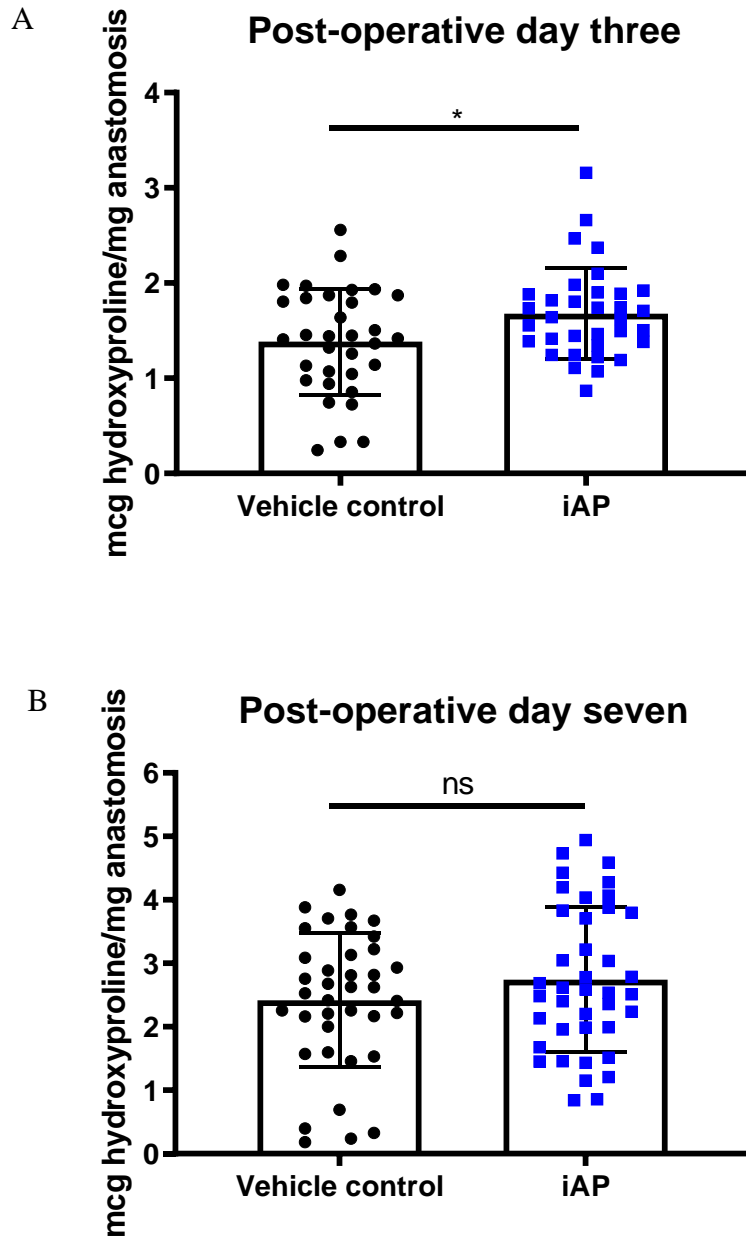 A
Post-operative day three
mcg hydroxyproline/mg anastomosis
4
3
2
1
0
*
Vehicle control
iAP
B
Post-operative day seven
mcg hydroxyproline/mg anastomosis
6
5
4
3
2
1
0
ns
Vehicle control
iAP